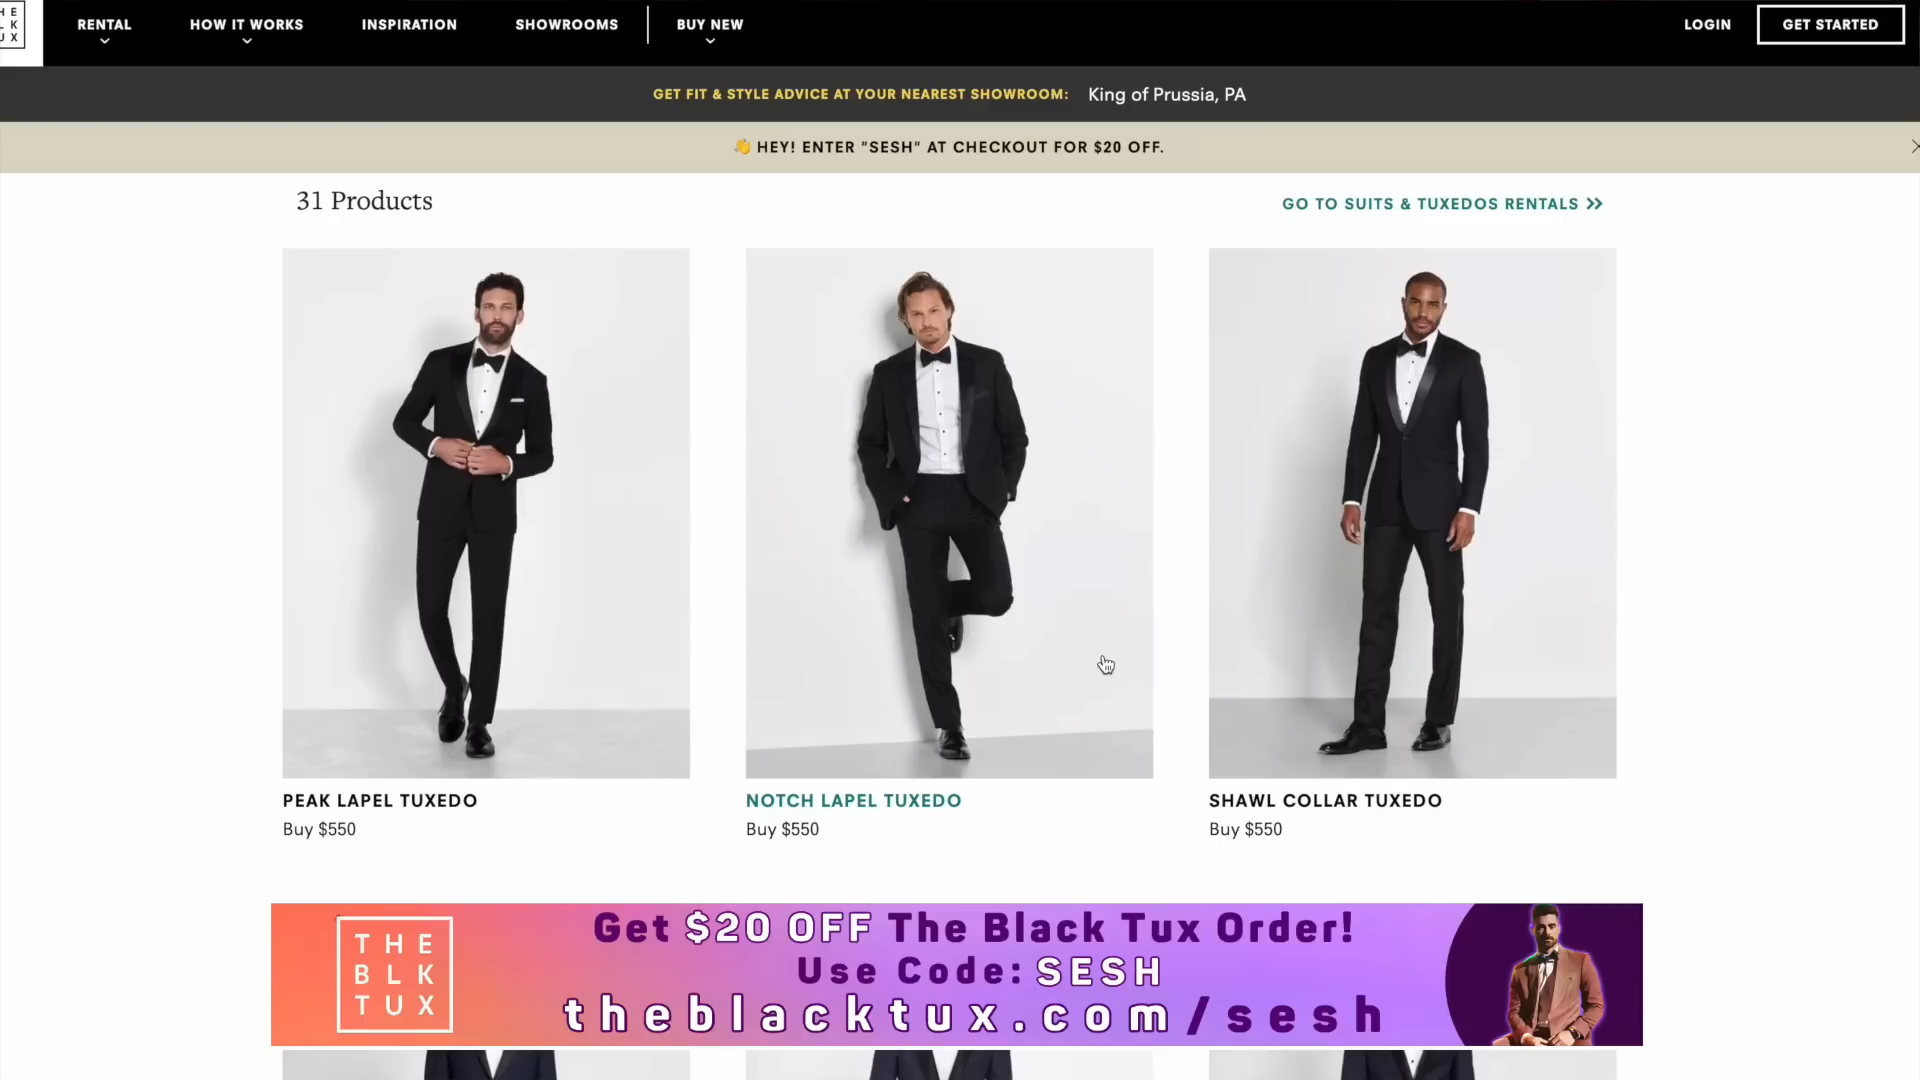 THE
BLK
UX
RENTAL
HOW IT WORKS
INSPIRATION
SHOWROOMS
BUY NEW
LOGIN
GET STARTED
GET FIT & STYLE ADVICE AT YOUR NEAREST SHOWROOM: King of Prussia, PA
👋 HEY! ENTER "SESH" AT CHECKOUT FOR $20 OFF.
31 Products
GO TO SUITS & TUXEDOS RENTALS >>
PEAK LAPEL TUXEDO
Buy $550
NOTCH LAPEL TUXEDO
Buy $550
SHAWL COLLAR TUXEDO
Buy $550
THE
BLK
TUX
Get $20 OFF The Black Tux Order!
Use Code: SESH
theblacktux.com/sesh